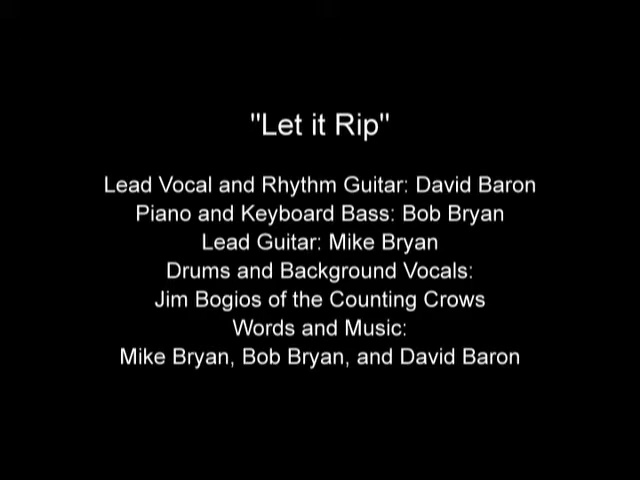 "Let it Rip"
Lead Vocal and Rhythm Guitar: David Baron
Piano and Keyboard Bass: Bob Bryan
Lead Guitar: Mike Bryan
Drums and Background Vocals:
Jim Bogios of the Counting Crows
Words and Music:
Mike Bryan, Bob Bryan, and David Baron